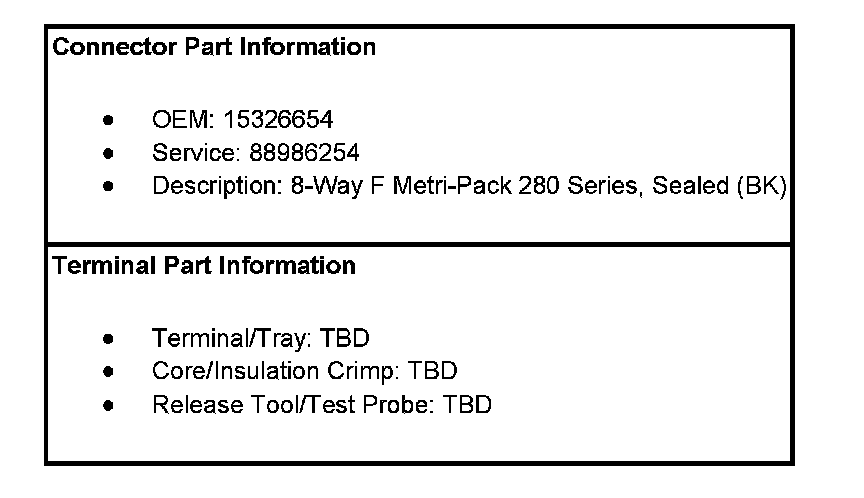 Connector Part Information
● OEM: 15326654
● Service: 88986254
● Description: 8-Way F Metri-Pack 280 Series, Sealed (BK)
Terminal Part Information
● Terminal/Tray: TBD
● Core/Insulation Crimp: TBD
● Release Tool/Test Probe: TBD